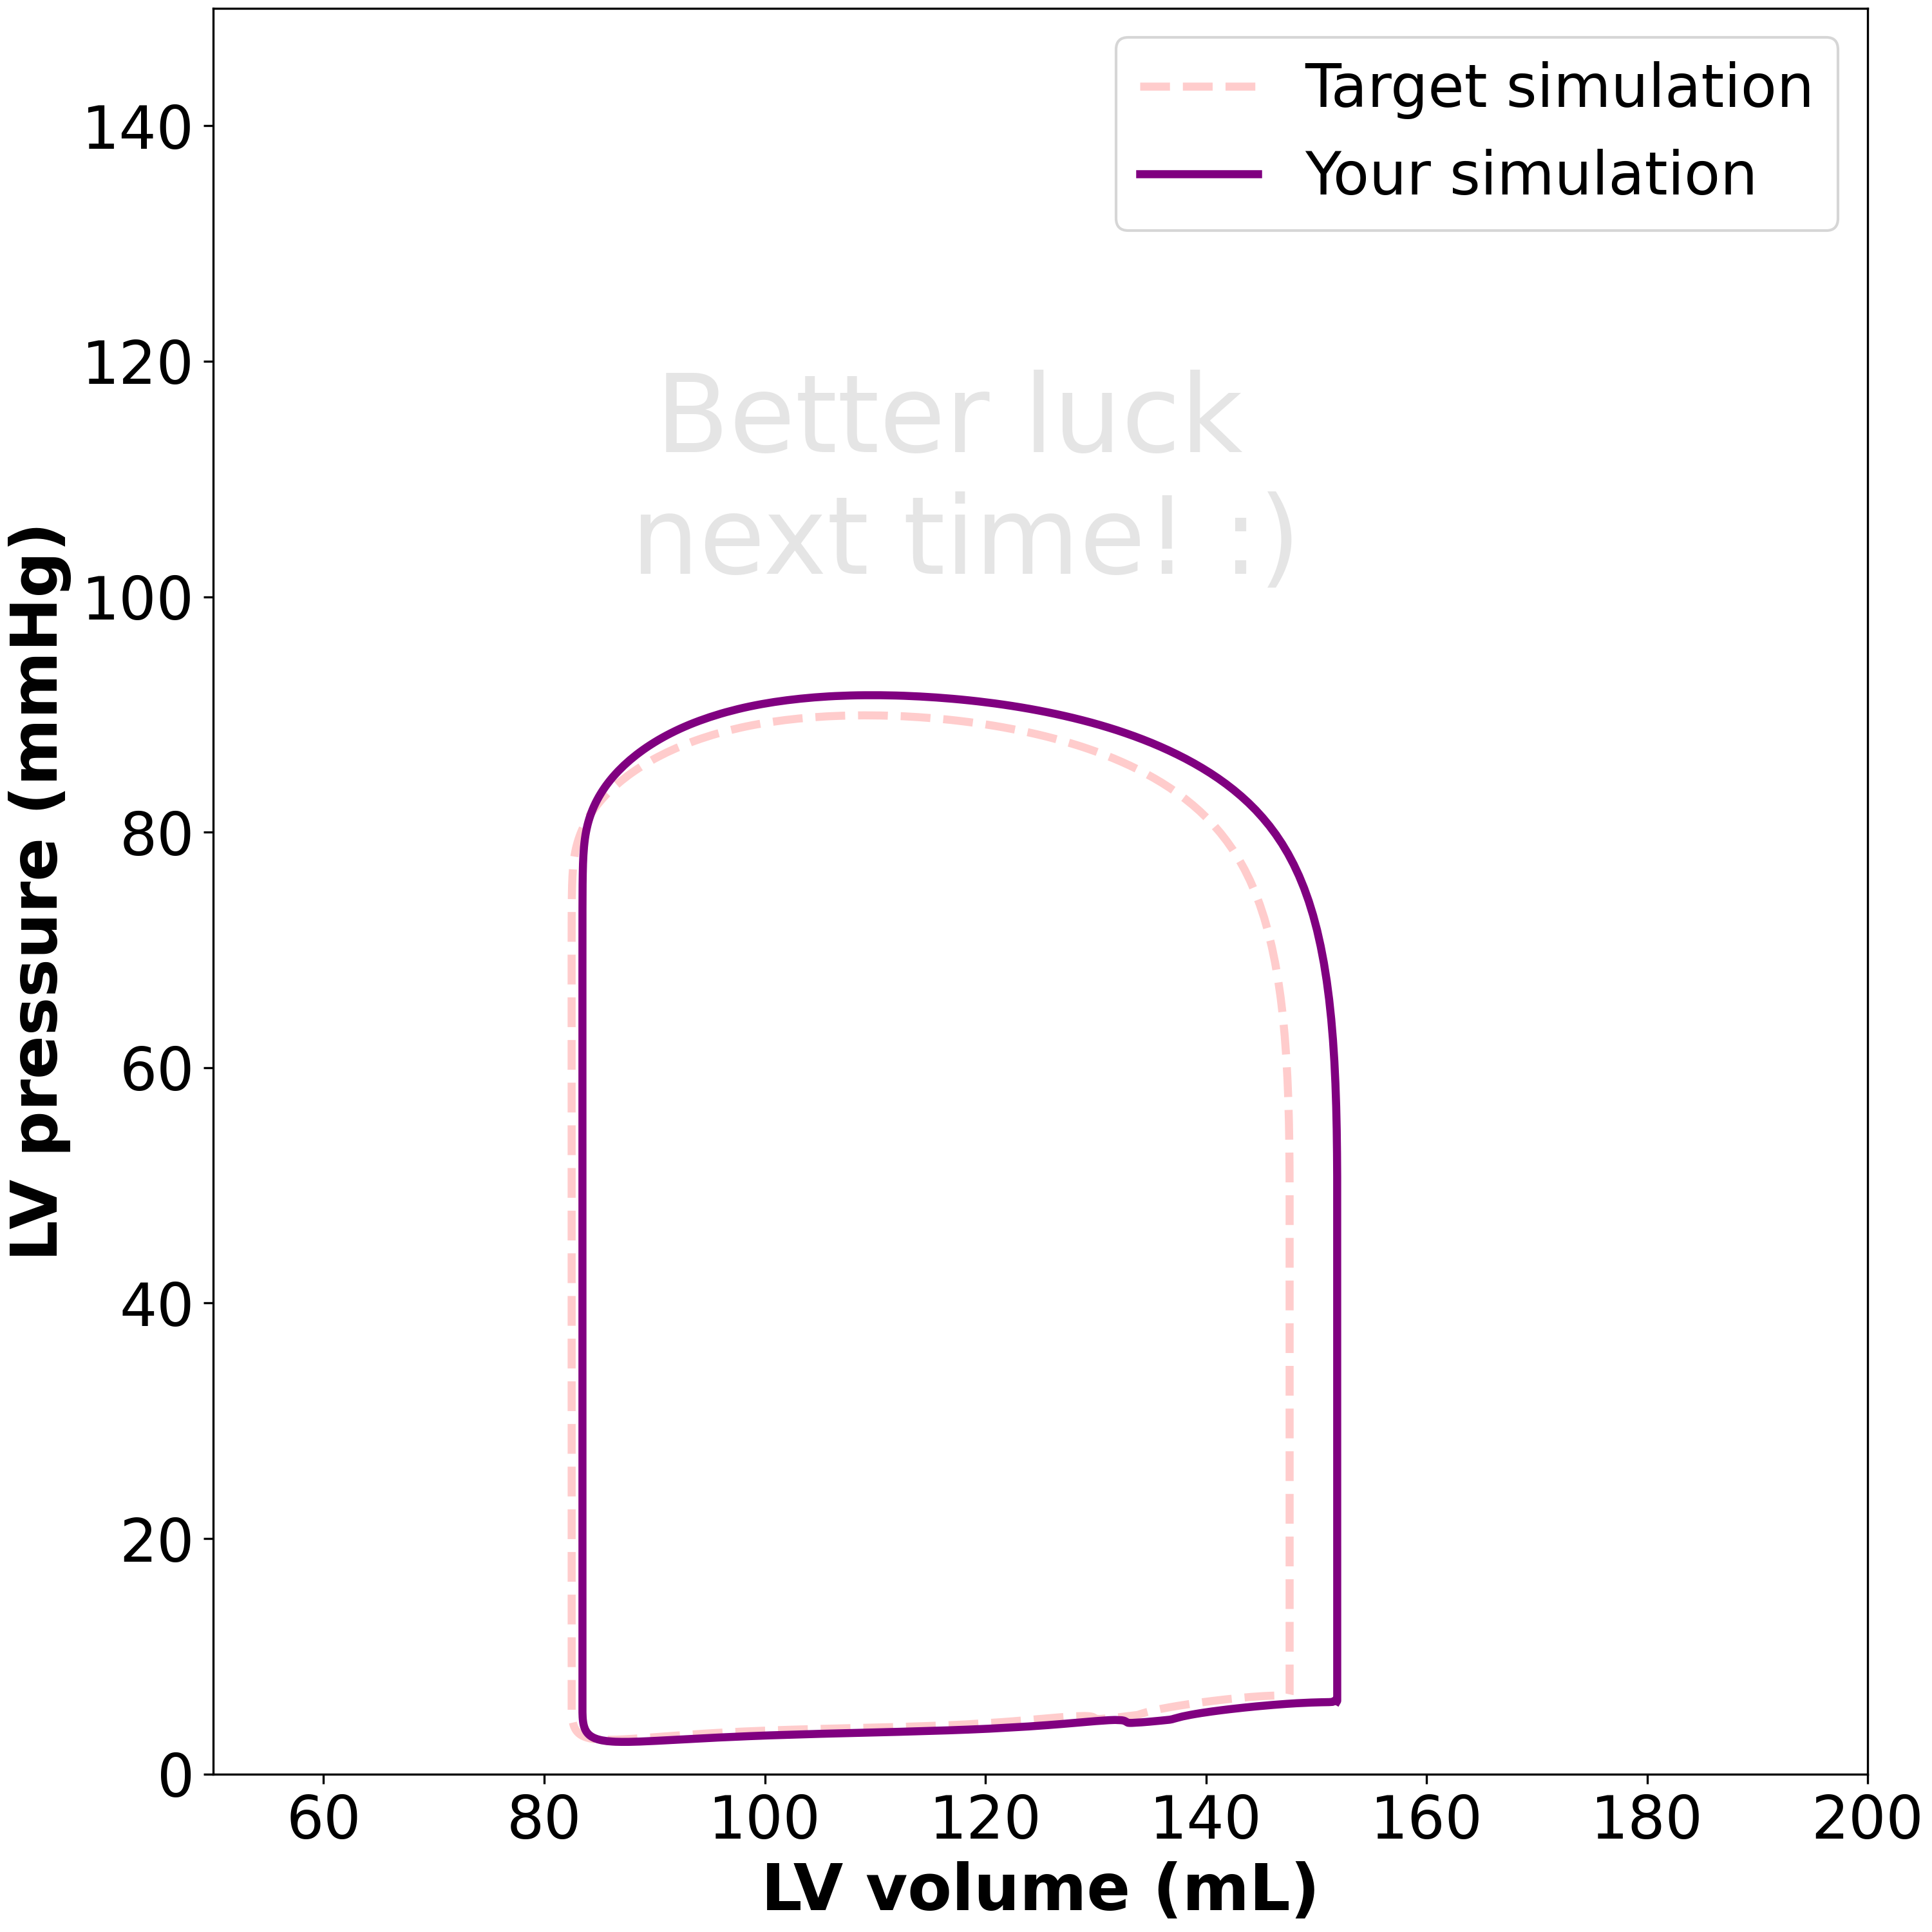 Target simulation
Your simulation
Better luck
next time! :)
LV pressure (mmHg)
140
120
100
80
60
40
20
0
60 80 100 120 140 160 180 200
LV volume (mL)